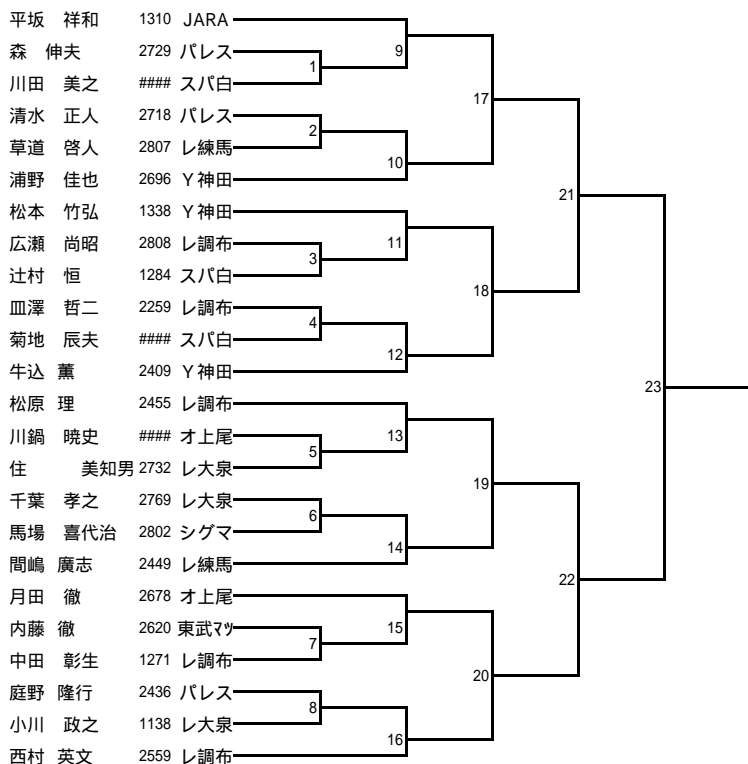 平坂 祥和 1310 JARA
森 伸夫 2729 パレス
川田 美之 #### スパ白
清水 正人 2718 パレス
草道 啓人 2807 レ練馬
浦野 佳也 2696 Y神田
松本 竹弘 1338 Y神田
広瀬 尚昭 2808 レ調布
辻村 恒 1284 スパ白
皿澤 哲二 2259 レ調布
菊地 辰夫 #### スパ白
牛込 薫 2409 Y神田
松原 理 2455 レ調布
川鍋 暁史 #### オ上尾
住 美知男 2732 レ大泉
千葉 孝之 2769 レ大泉
馬場 喜代治 2802 シグマ
間嶋 廣志 2449 レ練馬
月田 徹 2678 オ上尾
内藤 徹 2620 東武ﾏﾂ
中田 彰生 1271 レ調布
庭野 隆行 2436 パレス
小川 政之 1138 レ大泉
西村 英文 2559 レ調布
1
2
3
4
5
6
7
8
9
10
11
12
13
14
15
16
17
18
19
20
21
22
23